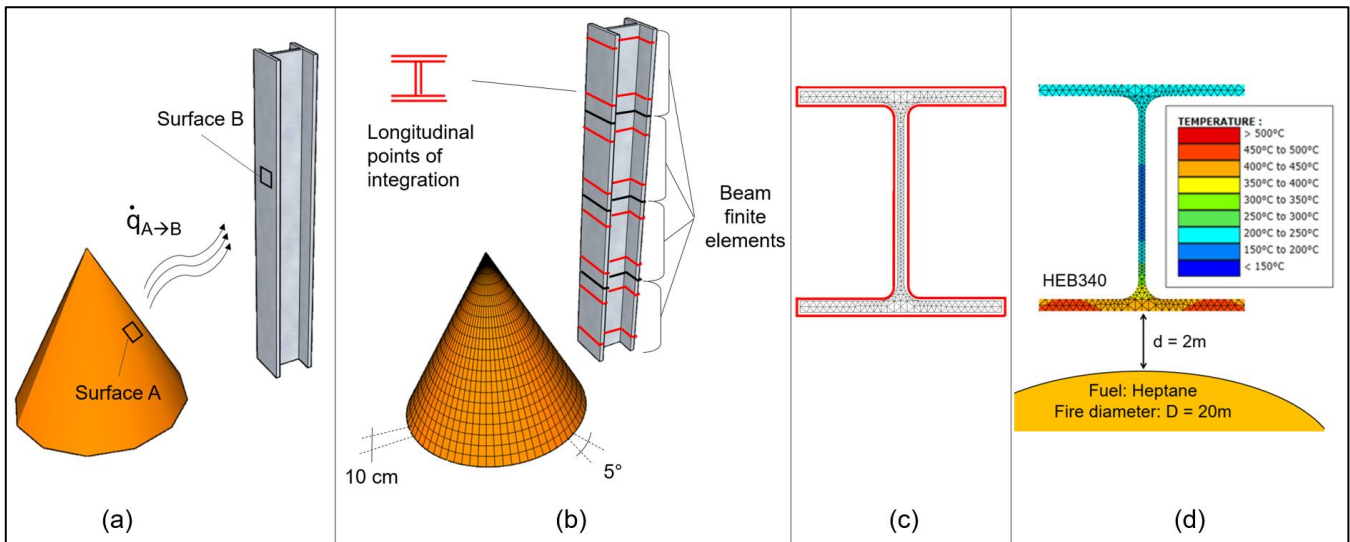 Surface B
q̇A→B
Surface A
(a)
Longitudinal
points of
integration
Beam
finite
elements
10 cm
5°
(b)
(c)
TEMPERATURE :
> 500ºC
450ºC to 500ºC
400ºC to 450ºC
350ºC to 400ºC
300ºC to 350ºC
250ºC to 300ºC
200ºC to 250ºC
150ºC to 200ºC
< 150ºC
HEB340
d = 2m
Fuel: Heptane
Fire diameter: D = 20m
(d)